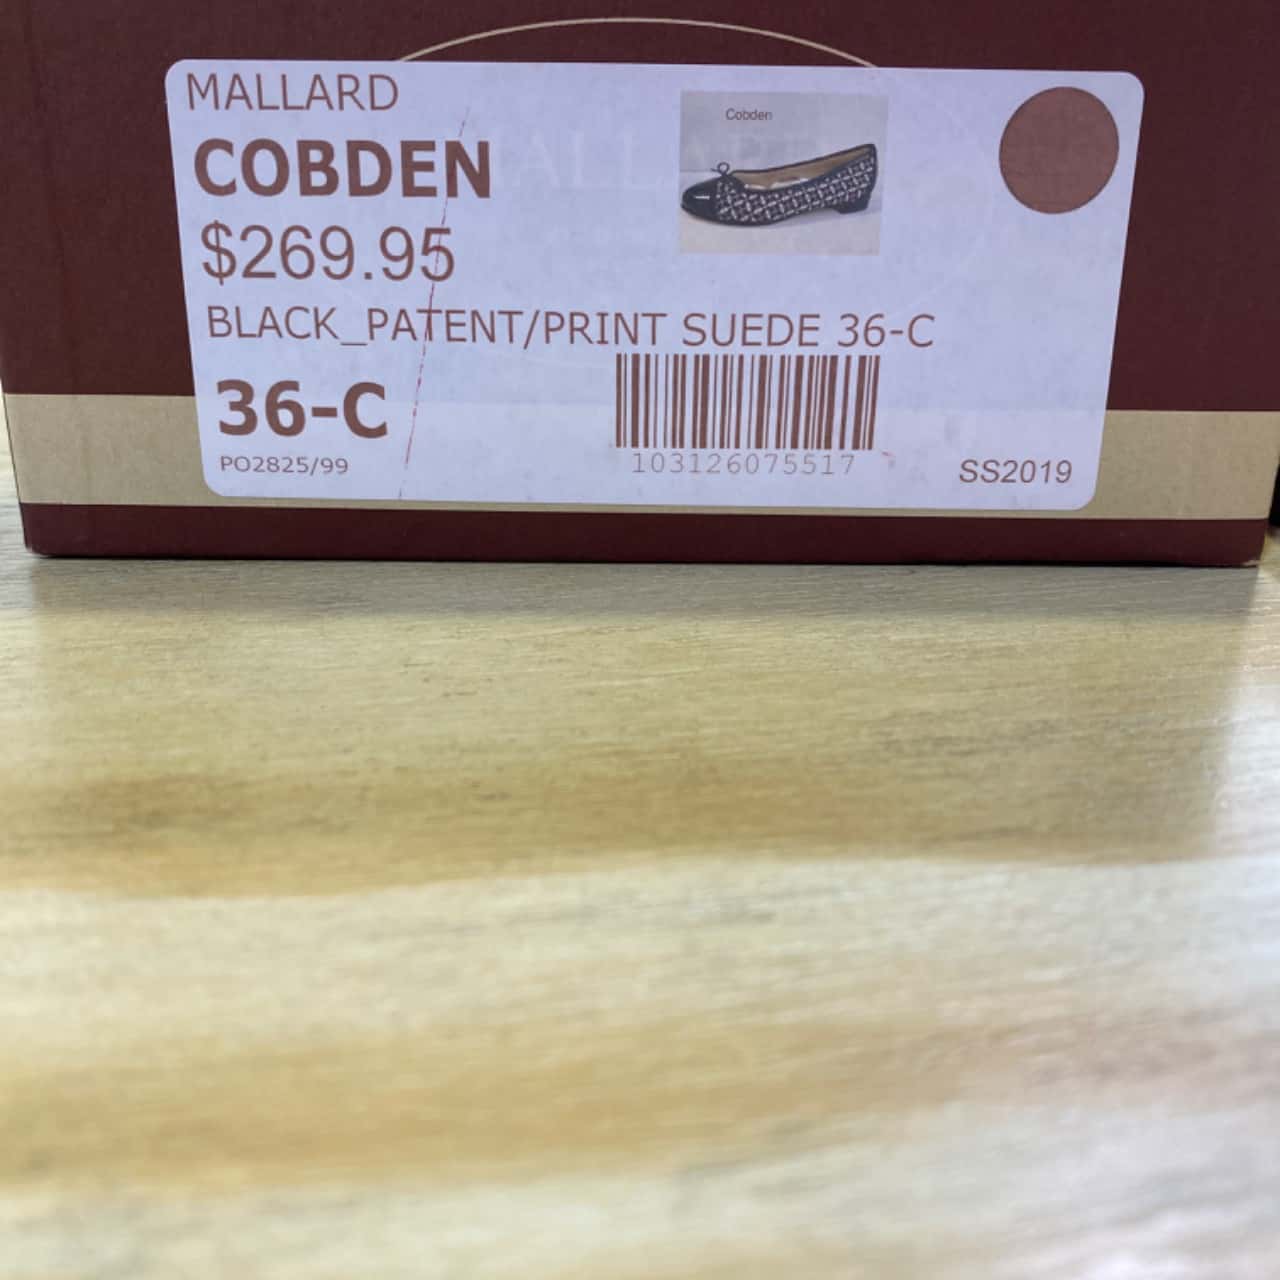 MALLARD
COBDEN
$269.95
BLACK_PATENT/PRINT SUEDE 36-C
36-C
PO2825/99
Cobden
103126075517
SS2019